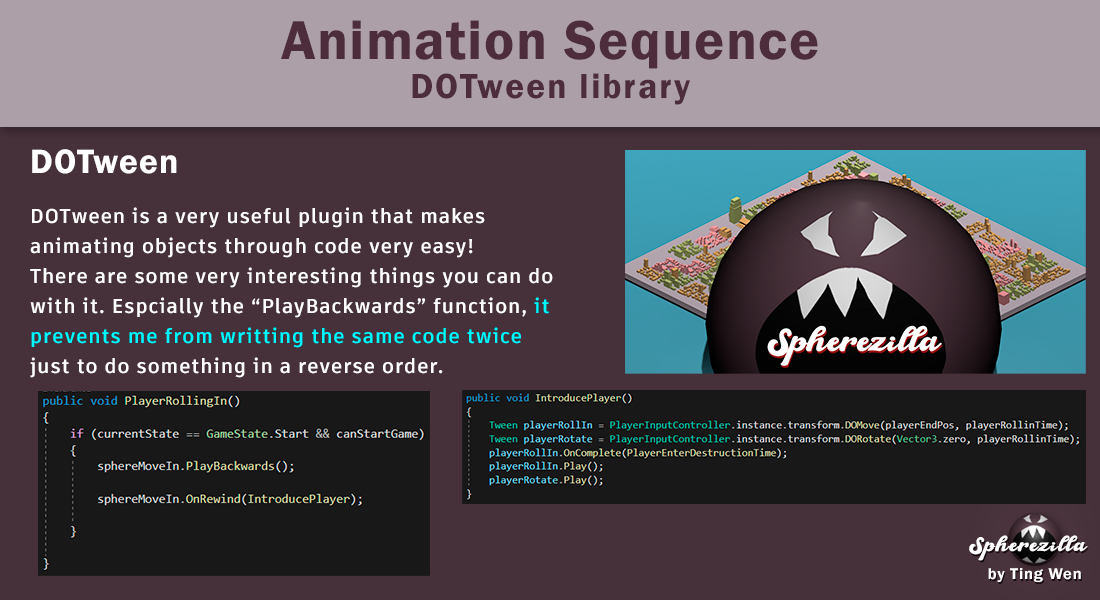 Animation Sequence
DOTween library
DOTween
DOTween is a very useful plugin that makes
animating objects through code very easy!
There are some very interesting things you can do
with it. Espcially the “PlayBackwards” function, it
prevents me from writting the same code twice
just to do something in a reverse order.
Spherezilla
public void PlayerRollingIn()
{
if (currentState == GameState.Start && canStartGame)
{
sphereMoveIn.PlayBackwards();
sphereMoveIn.OnRewind(IntroducePlayer);
}
}
public void IntroducePlayer()
{
Tween playerRollIn = PlayerInputController.instance.transform.DOMove(playerEndPos, playerRollinTime);
Tween playerRotate = PlayerInputController.instance.transform.DORotate(Vector3.zero, playerRollinTime);
playerRollIn.OnComplete(PlayerEnterDestructionTime);
playerRollIn.Play();
playerRotate.Play();
}
Spherezilla
by Ting Wen